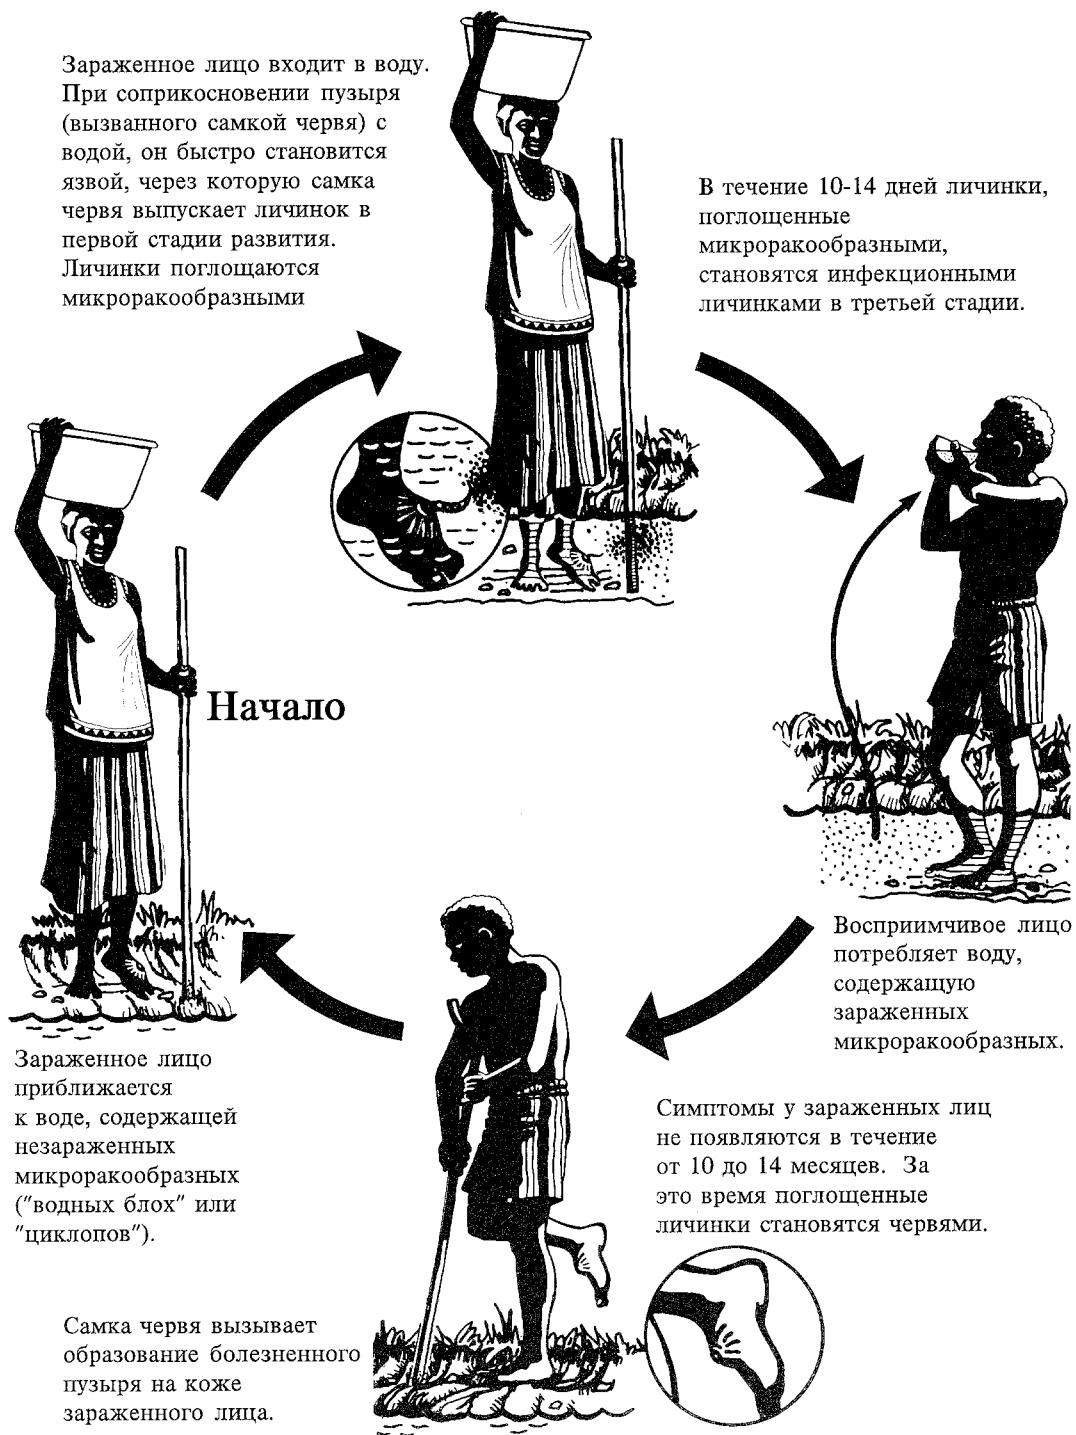 Зараженное лицо входит в воду.
При соприкосновении пузыря
(вызванного самкой червя) с
водой, он быстро становится
язвой, через которую самка
червя выпускает личинок в
первой стадии развития.
Личинки поглощаются
микроракообразными
В течение 10-14 дней личинки,
поглощенные
микроракообразными,
становятся инфекционными
личинками в третьей стадии.
Начало
Восприимчивое лицо
потребляет воду,
содержащую
зараженных
микроракообразных.
Симптомы у зараженных лиц
не появляются в течение
от 10 до 14 месяцев. За
это время поглощенные
личинки становятся червями.
Самка червя вызывает
образование болезненного
пузыря на коже
зараженного лица.
Зараженное лицо
приближается
к воде, содержащей
незараженных
микроракообразных
("водных блох" или
"циклопов").